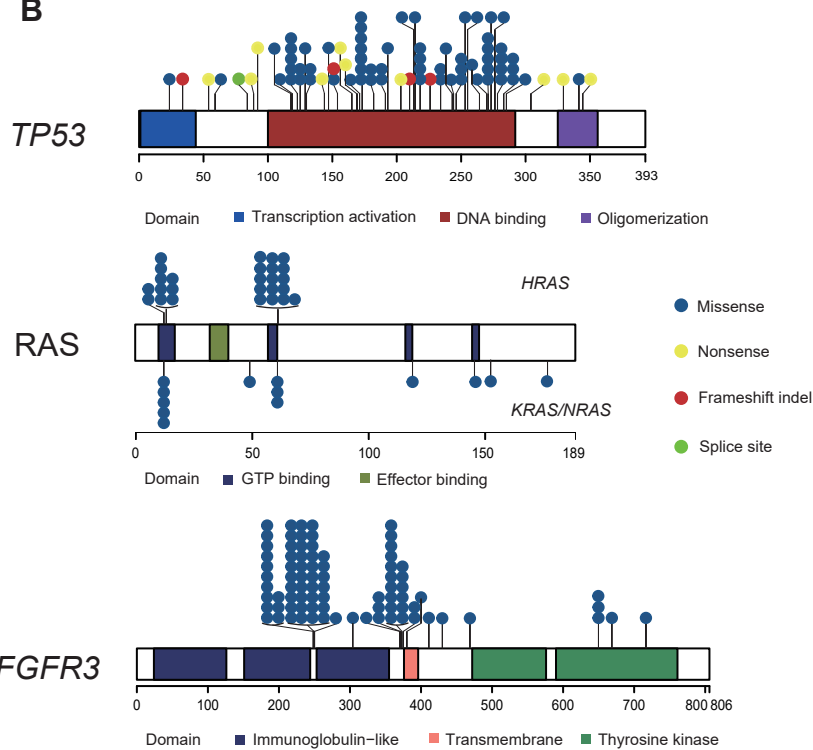 B
TP53
0 50 100 150 200 250 300 350 393
Domain Transcription activation DNA binding Oligomerization
HRAS
RAS
Missense
Nonsense
Frameshift indel
Splice site
KRAS/NRAS
0 50 100 150 189
Domain GTP binding Effector binding
FGFR3
0 100 200 300 400 500 600 700 800 806
Domain Immunoglobulin−like Transmembrane Thyrosine kinase